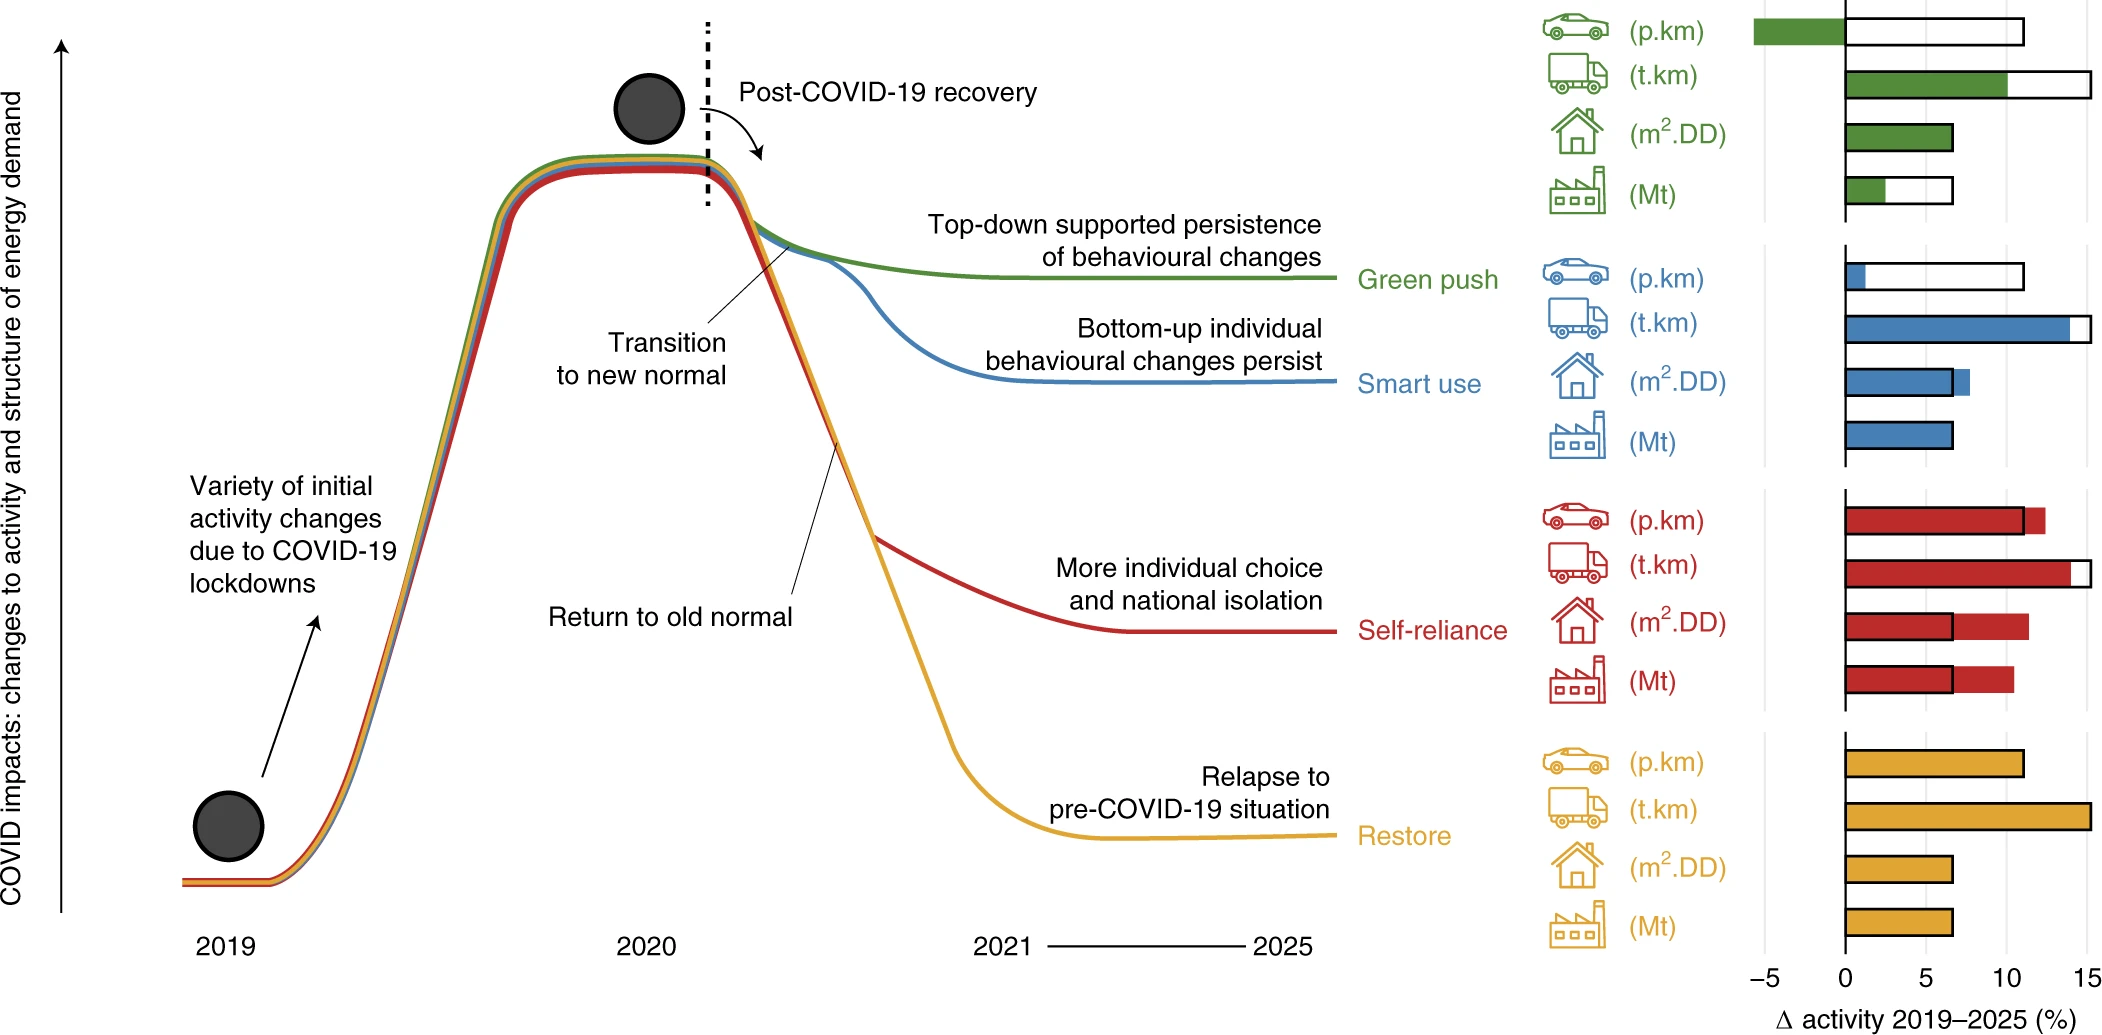 COVID impacts: changes to activity and structure of energy demand
Post-COVID-19 recovery
Top-down supported persistence
of behavioural changes
Green push
Transition
to new normal
Bottom-up individual
behavioural changes persist
Smart use
Variety of initial
activity changes
due to COVID-19
lockdowns
Return to old normal
More individual choice
and national isolation
Self-reliance
Relapse to
pre-COVID-19 situation
Restore
2019
2020
2021
2025
(p.km)
(t.km)
(m².DD)
(Mt)
(p.km)
(t.km)
(m².DD)
(Mt)
(p.km)
(t.km)
(m².DD)
(Mt)
(p.km)
(t.km)
(m².DD)
(Mt)
−5 0 5 10 15
Δ activity 2019–2025 (%)